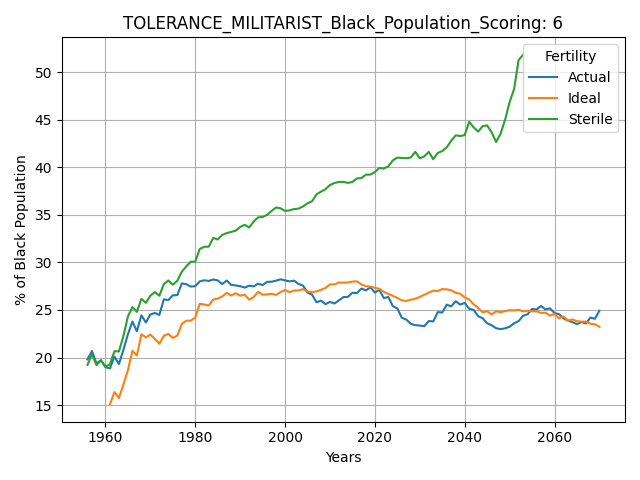 TOLERANCE_MILITARIST_Black_Population_Scoring: 6
Fertility
Actual
Ideal
Sterile
% of Black Population
50
45
40
35
30
25
20
15
1960
1980
2000
2020
2040
2060
Years